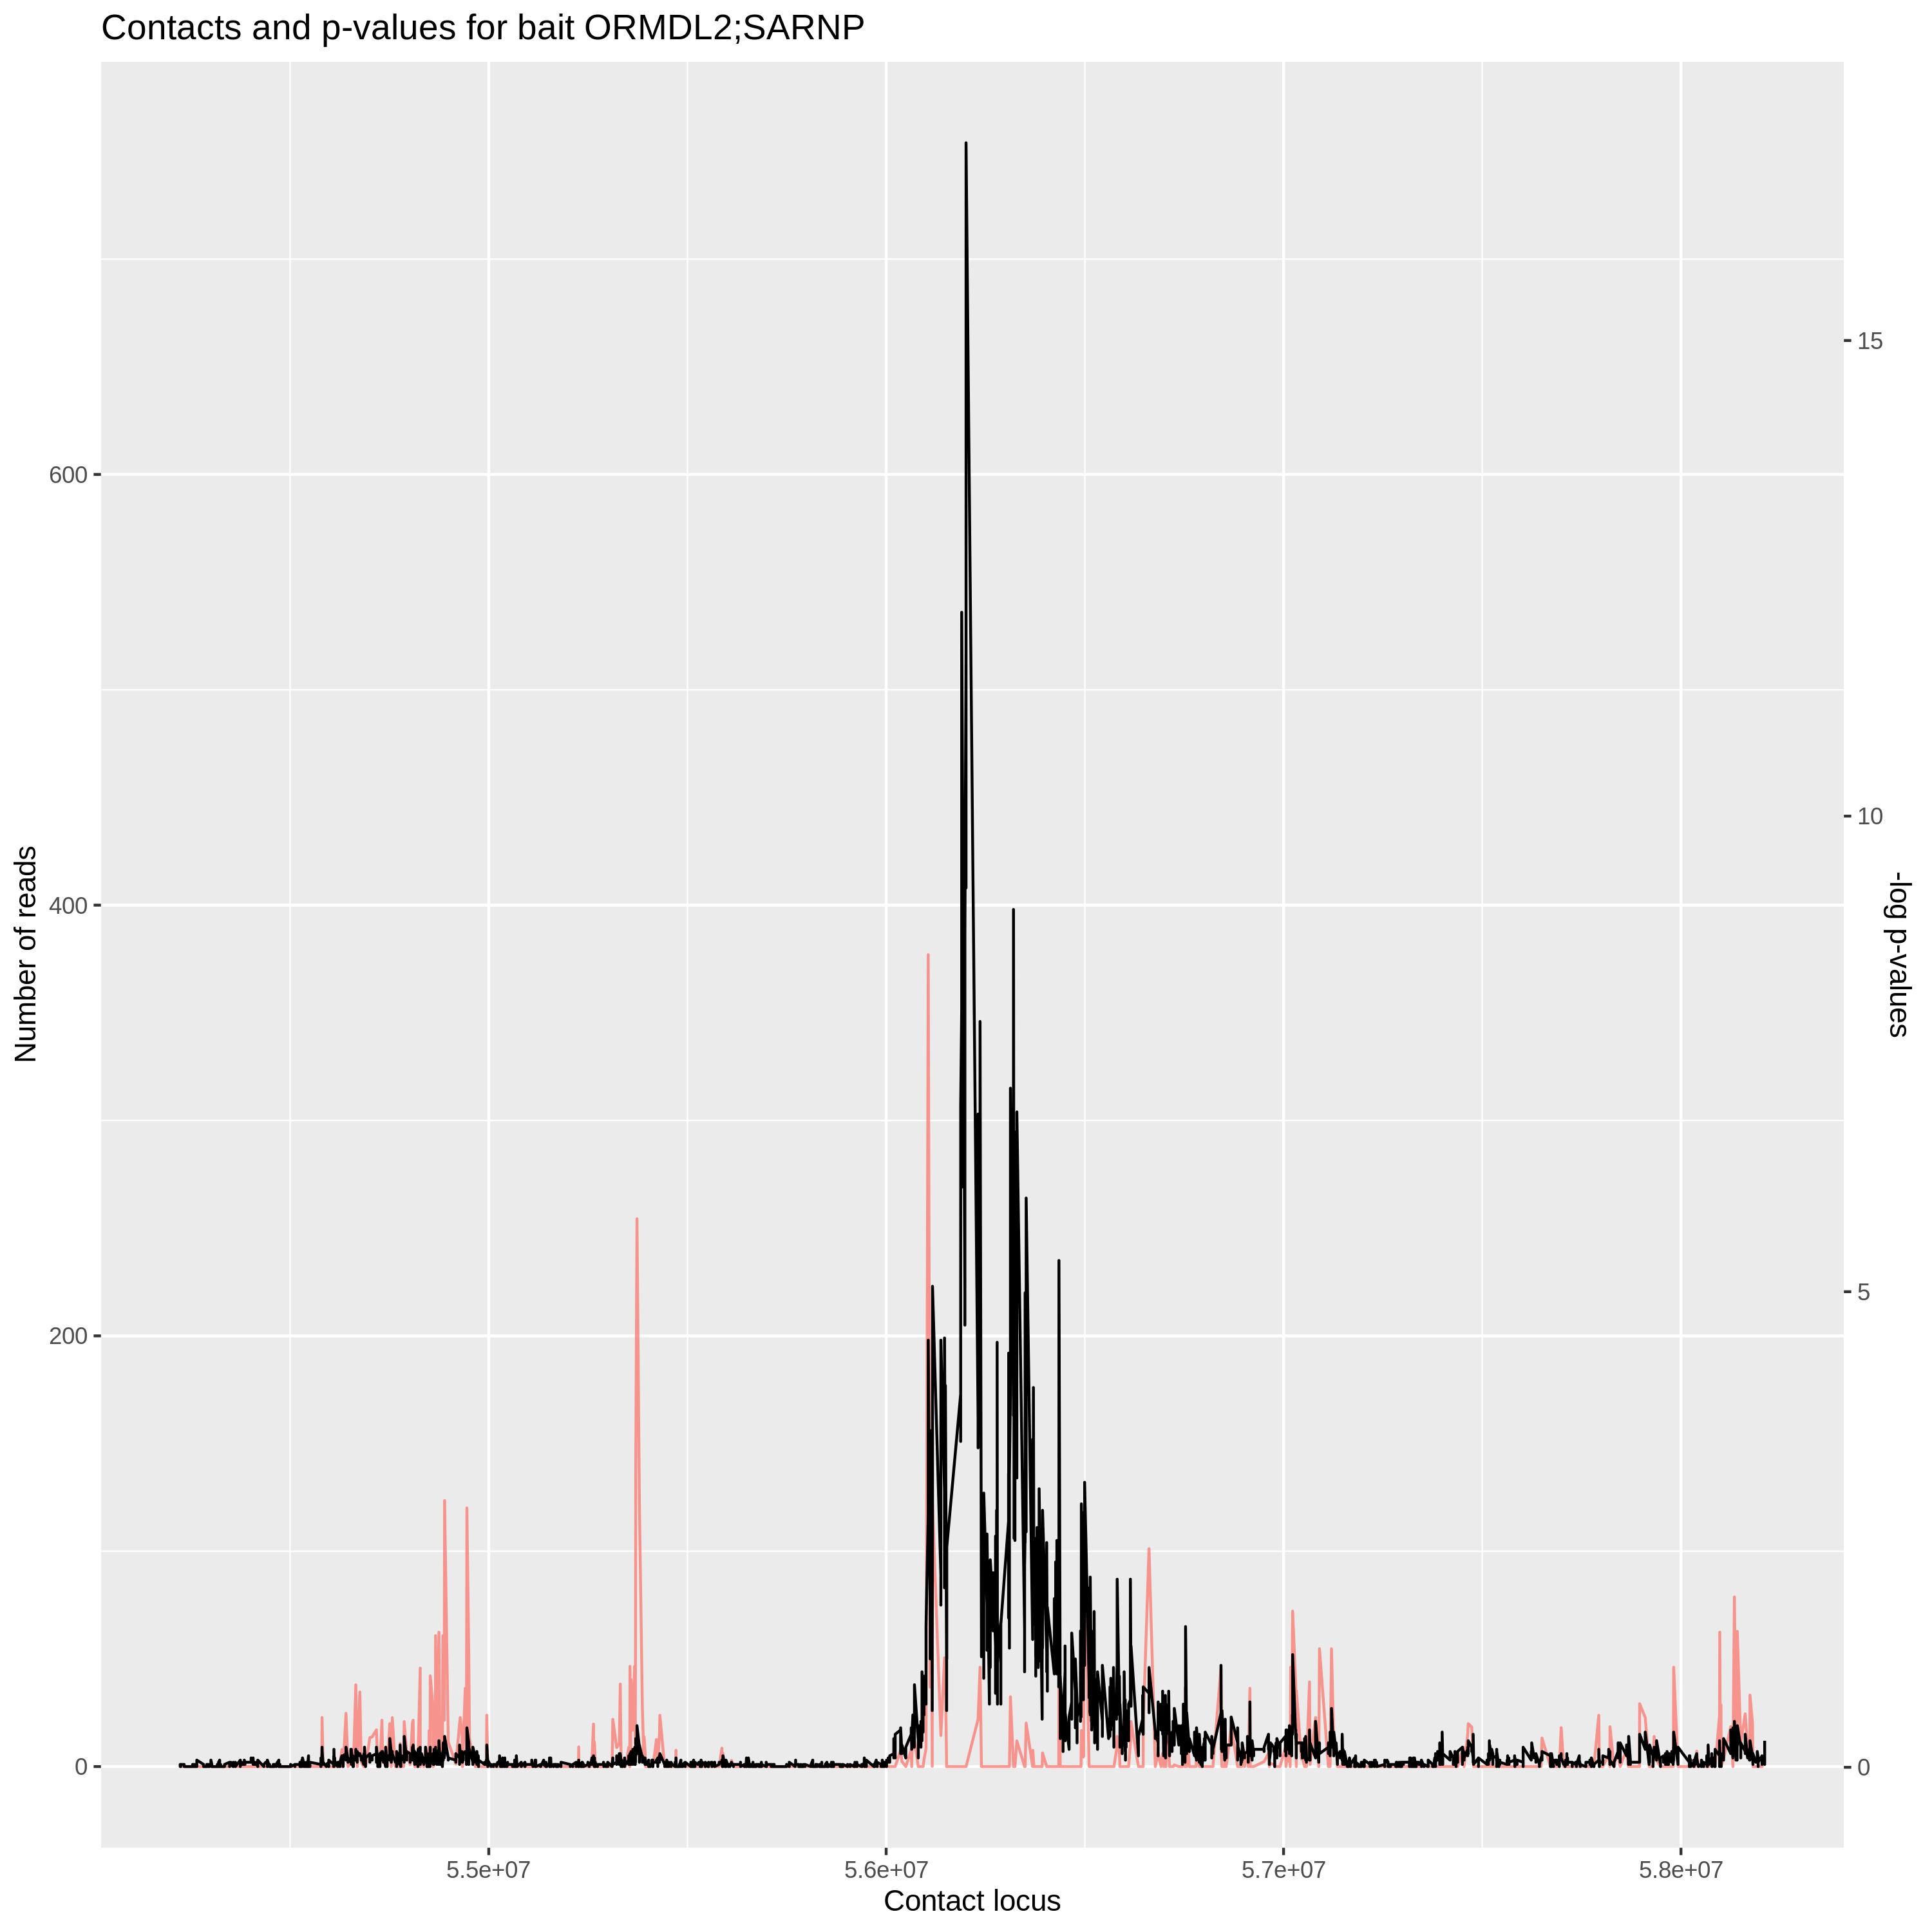 Contacts and p-values for bait ORMDL2;SARNP
Number of reads
600
400
200
0
15
10
5
0
-log p-values
5.5e+07
5.6e+07
5.7e+07
5.8e+07
Contact locus